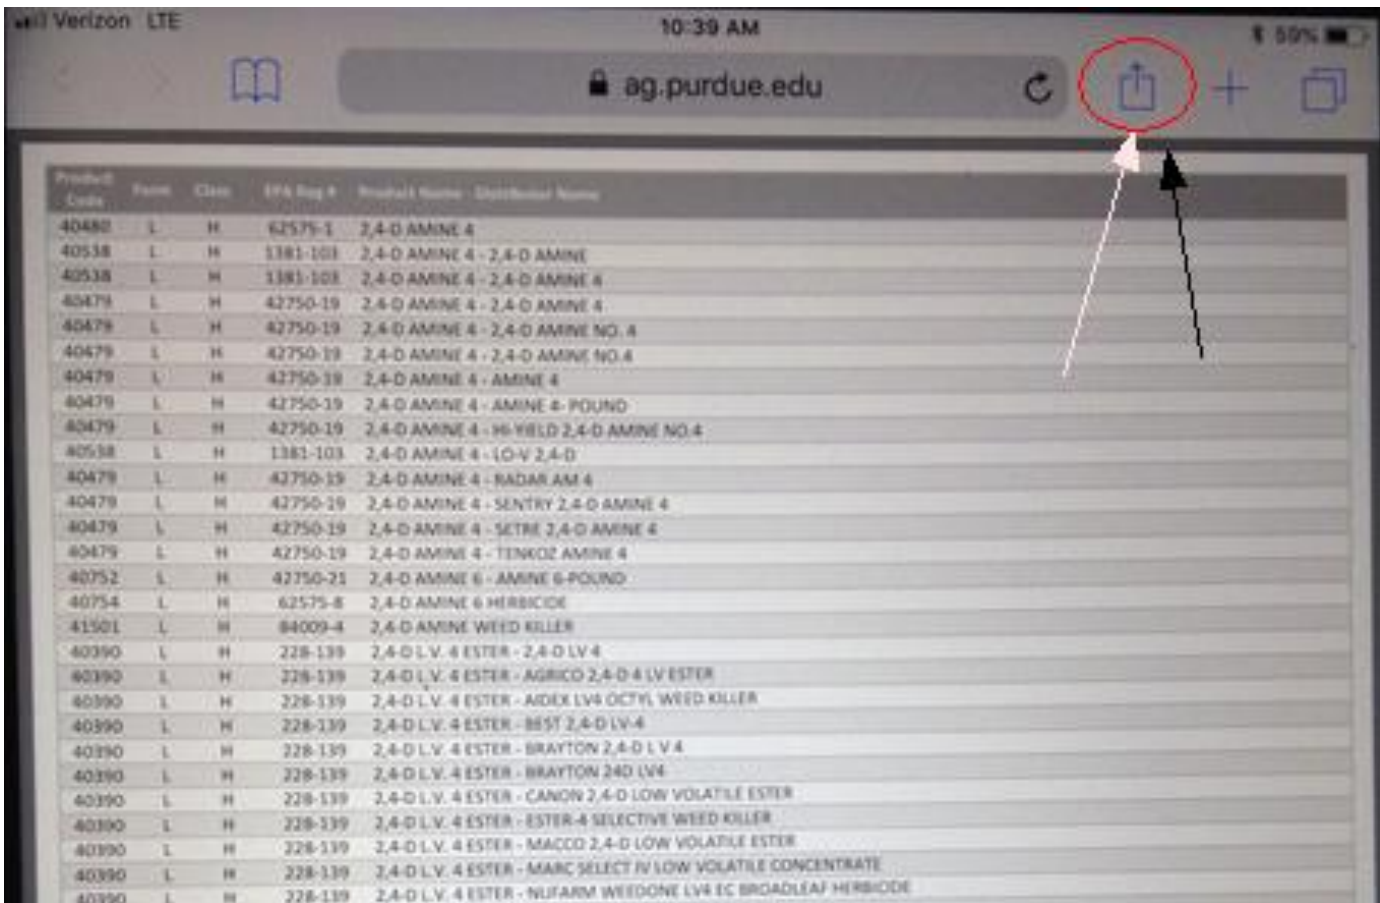 Verizon LTE 10:39 AM 59%
ag.purdue.edu
Product Code Form Class EPA Reg # Product Name - Distributor Name
40480 L H 62575-1 2,4-D AMINE 4
40538 L H 1381-103 2,4-D AMINE 4 - 2,4-D AMINE
40538 L H 1381-103 2,4-D AMINE 4 - 2,4-D AMINE 4
40479 L H 42750-19 2,4-D AMINE 4 - 2,4-D AMINE 4
40479 L H 42750-19 2,4-D AMINE 4 - 2,4-D AMINE NO. 4
40479 L H 42750-19 2,4-D AMINE 4 - 2,4-D AMINE NO.4
40479 L H 42750-19 2,4-D AMINE 4 - AMINE 4
40479 L H 42750-19 2,4-D AMINE 4 - AMINE 4- POUND
40479 L H 42750-19 2,4-D AMINE 4 - HI-YIELD 2,4-D AMINE NO.4
40538 L H 1381-103 2,4-D AMINE 4 - LO-V 2,4-D
40479 L H 42750-19 2,4-D AMINE 4 - RADAR AM 4
40479 L H 42750-19 2,4-D AMINE 4 - SENTRY 2,4-D AMINE 4
40479 L H 42750-19 2,4-D AMINE 4 - SETRE 2,4-D AMINE 4
40479 L H 42750-19 2,4-D AMINE 4 - TENKOZ AMINE 4
40752 L H 42750-21 2,4-D AMINE 6 - AMINE 6-POUND
40754 L H 62575-8 2,4-D AMINE 6 HERBICIDE
41501 L H 84009-4 2,4-D AMINE WEED KILLER
40390 L H 228-139 2,4-D L.V. 4 ESTER - 2,4-D LV 4
40390 L H 228-139 2,4-D L.V. 4 ESTER - AGRICO 2,4-D 4 LV ESTER
40390 L H 228-139 2,4-D L.V. 4 ESTER - AIDEX LV4 OCTYL WEED KILLER
40390 L H 228-139 2,4-D L.V. 4 ESTER - BEST 2,4-D LV-4
40390 L H 228-139 2,4-D L.V. 4 ESTER - BRAYTON 2,4-D L V 4
40390 L H 228-139 2,4-D L.V. 4 ESTER - BRAYTON 24D LV4
40390 L H 228-139 2,4-D L.V. 4 ESTER - CANON 2,4-D LOW VOLATILE ESTER
40390 L H 228-139 2,4-D L.V. 4 ESTER - ESTER-4 SELECTIVE WEED KILLER
40390 L H 228-139 2,4-D L.V. 4 ESTER - MACCO 2,4-D LOW VOLATILE ESTER
40390 L H 228-139 2,4-D L.V. 4 ESTER - MARC SELECT IV LOW VOLATILE CONCENTRATE
40390 L H 228-139 2,4-D L.V. 4 ESTER - NUFARM WEEDONE LV4 EC BROADLEAF HERBICIDE